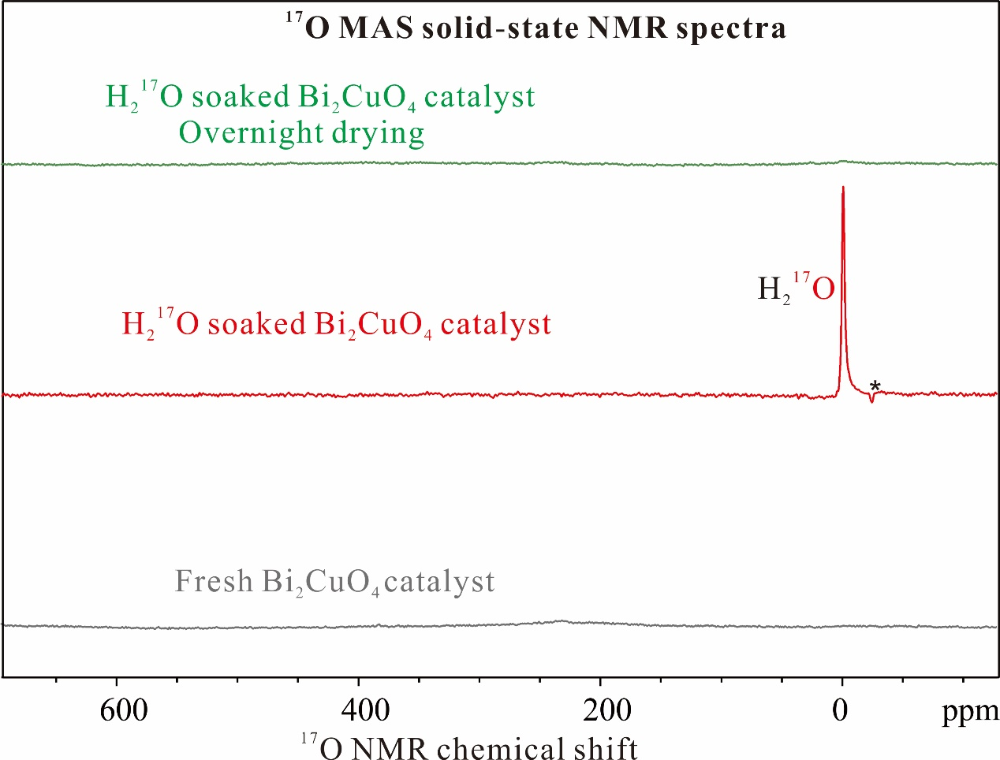 ¹⁷O MAS solid-state NMR spectra
H₂¹⁷O soaked Bi₂CuO₄ catalyst
Overnight drying
H₂¹⁷O
H₂¹⁷O soaked Bi₂CuO₄ catalyst
*
Fresh Bi₂CuO₄ catalyst
600 400 200 0 ppm
¹⁷O NMR chemical shift